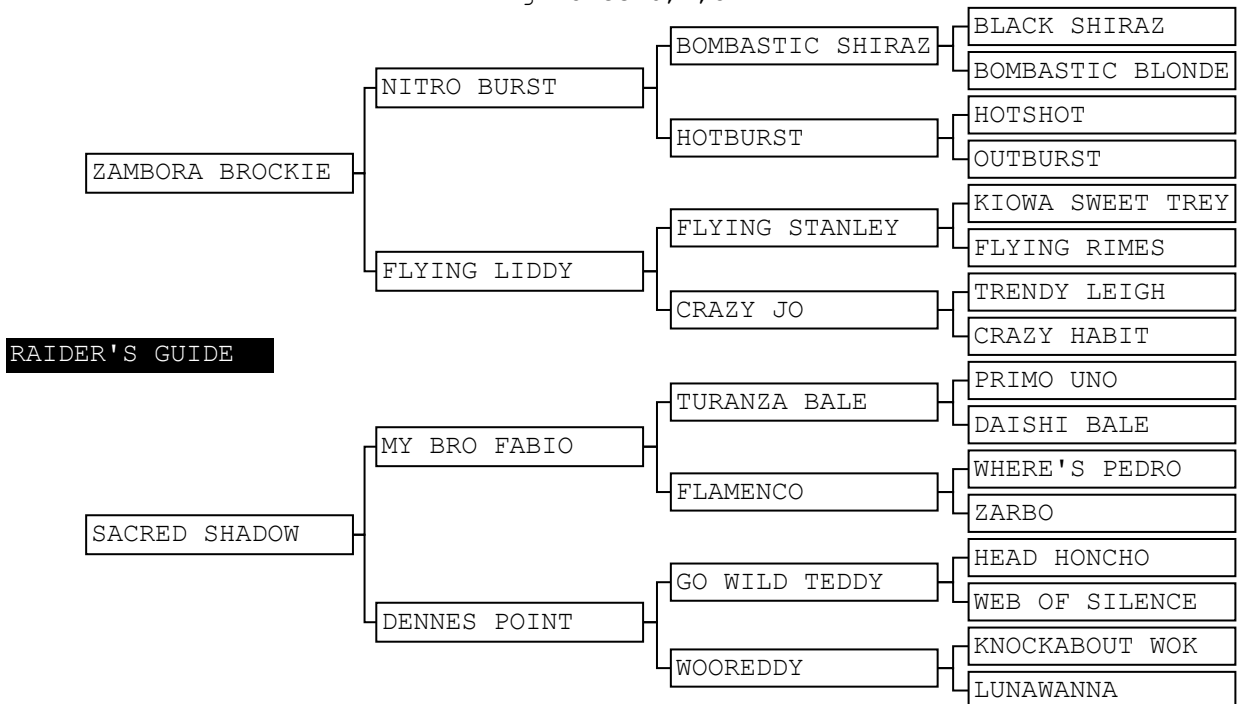 BLACK SHIRAZ
BOMBASTIC SHIRAZ
BOMBASTIC BLONDE
NITRO BURST
HOTSHOT
HOTBURST
OUTBURST
ZAMBORA BROCKIE
KIOWA SWEET TREY
FLYING STANLEY
FLYING RIMES
FLYING LIDDY
TRENDY LEIGH
CRAZY JO
CRAZY HABIT
RAIDER'S GUIDE
PRIMO UNO
TURANZA BALE
DAISHI BALE
MY BRO FABIO
WHERE'S PEDRO
FLAMENCO
ZARBO
SACRED SHADOW
HEAD HONCHO
GO WILD TEDDY
WEB OF SILENCE
DENNES POINT
KNOCKABOUT WOK
WOOREDDY
LUNAWANNA